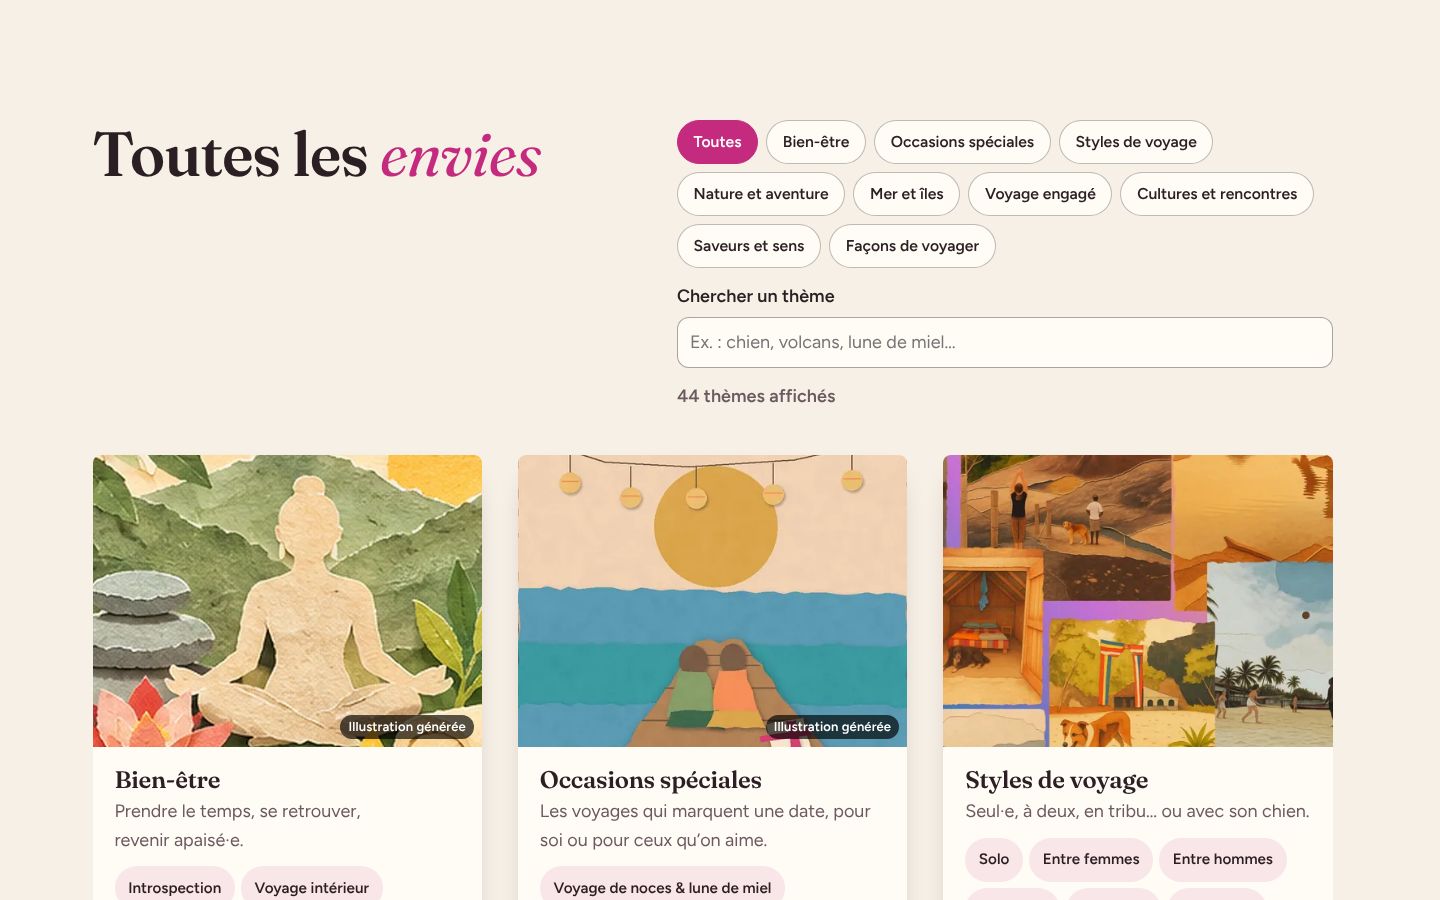 Toutes les envies
Toutes
Bien-être
Occasions spéciales
Styles de voyage
Nature et aventure
Mer et îles
Voyage engagé
Cultures et rencontres
Saveurs et sens
Façons de voyager
Chercher un thème
Ex. : chien, volcans, lune de miel…
44 thèmes affichés
Illustration générée
Bien-être
Prendre le temps, se retrouver,
revenir apaisé·e.
Introspection
Voyage intérieur
Illustration générée
Occasions spéciales
Les voyages qui marquent une date, pour
soi ou pour ceux qu’on aime.
Voyage de noces & lune de miel
Styles de voyage
Seul·e, à deux, en tribu… ou avec son chien.
Solo
Entre femmes
Entre hommes